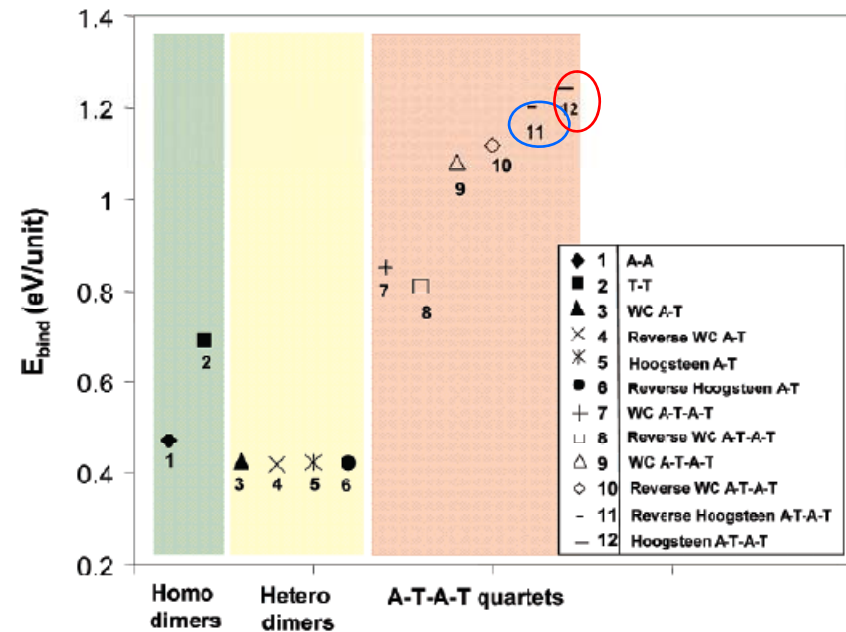 1.4
1.2
1
0.8
0.6
0.4
0.2
E_bind (eV/unit)
1
2
3
4
5
6
7
8
9
10
11
12
Homo dimers
Hetero dimers
A-T-A-T quartets
1 A-A
2 T-T
3 WC A-T
4 Reverse WC A-T
5 Hoogsteen A-T
6 Reverse Hoogsteen A-T
7 WC A-T-A-T
8 Reverse WC A-T-A-T
9 WC A-T-A-T
10 Reverse WC A-T-A-T
11 Reverse Hoogsteen A-T-A-T
12 Hoogsteen A-T-A-T